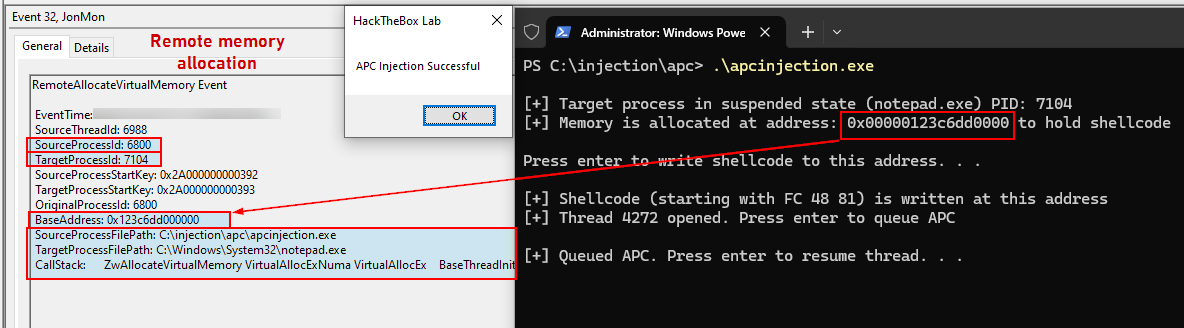 Event 32, JonMon
General Details
Remote memory
allocation
RemoteAllocateVirtualMemory Event
EventTime:
SourceThreadId: 6988
SourceProcessId: 6800
TargetProcessId: 7104
SourceProcessStartKey: 0x2A000000000392
TargetProcessStartKey: 0x2A000000000393
OriginalProcessId: 6800
BaseAddress: 0x123c6dd000000
SourceProcessFilePath: C:\injection\apc\apcinjection.exe
TargetProcessFilePath: C:\Windows\System32\notepad.exe
CallStack: ZwAllocateVirtualMemory VirtualAllocExNuma VirtualAllocEx BaseThreadInit
HackTheBox Lab
APC Injection Successful
OK
Administrator: Windows Powe
PS C:\injection\apc> .\apcinjection.exe
[+] Target process in suspended state (notepad.exe) PID: 7104
[+] Memory is allocated at address: 0x00000123c6dd0000 to hold shellcode
Press enter to write shellcode to this address. . .
[+] Shellcode (starting with FC 48 81) is written at this address
[+] Thread 4272 opened. Press enter to queue APC
[+] Queued APC. Press enter to resume thread. . .